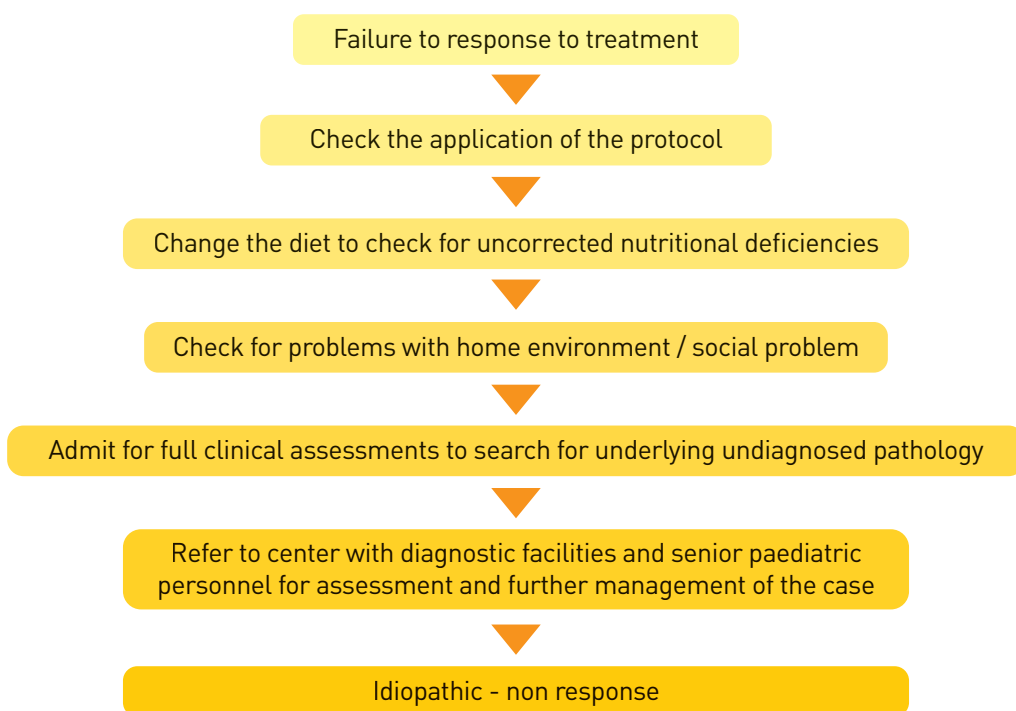 Failure to response to treatment
Check the application of the protocol
Change the diet to check for uncorrected nutritional deficiencies
Check for problems with home environment / social problem
Admit for full clinical assessments to search for underlying undiagnosed pathology
Refer to center with diagnostic facilities and senior paediatric
personnel for assessment and further management of the case
Idiopathic - non response